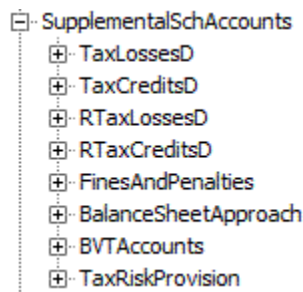 SupplementalSchAccounts
TaxLossesD
TaxCreditsD
RTaxLossesD
RTaxCreditsD
FinesAndPenalties
BalanceSheetApproach
BVTAccounts
TaxRiskProvision